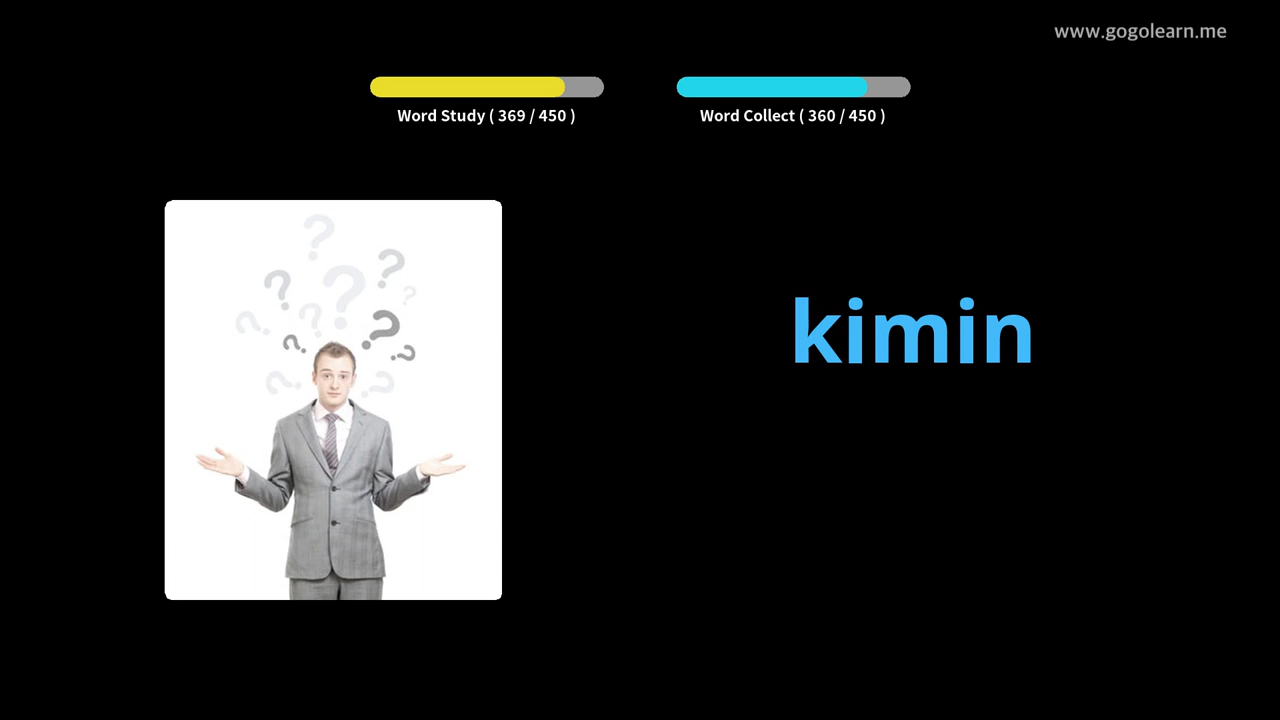 www.gogolearn.me
Word Study ( 369 / 450 )
Word Collect ( 360 / 450 )
? ? ? ? ? ? ? ? ? ? ? ? ?
kimin